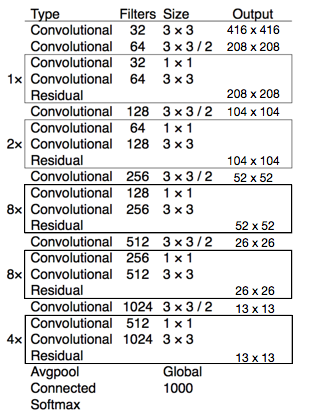 Type Filters Size Output
Convolutional 32 3 × 3 416 x 416
Convolutional 64 3 × 3 / 2 208 x 208
Convolutional 32 1 × 1
1× Convolutional 64 3 × 3
Residual 208 x 208
Convolutional 128 3 × 3 / 2 104 x 104
Convolutional 64 1 × 1
2× Convolutional 128 3 × 3
Residual 104 x 104
Convolutional 256 3 × 3 / 2 52 x 52
Convolutional 128 1 × 1
8× Convolutional 256 3 × 3
Residual 52 x 52
Convolutional 512 3 × 3 / 2 26 x 26
Convolutional 256 1 × 1
8× Convolutional 512 3 × 3
Residual 26 x 26
Convolutional 1024 3 × 3 / 2 13 x 13
Convolutional 512 1 × 1
4× Convolutional 1024 3 × 3
Residual 13 x 13
Avgpool Global
Connected 1000
Softmax